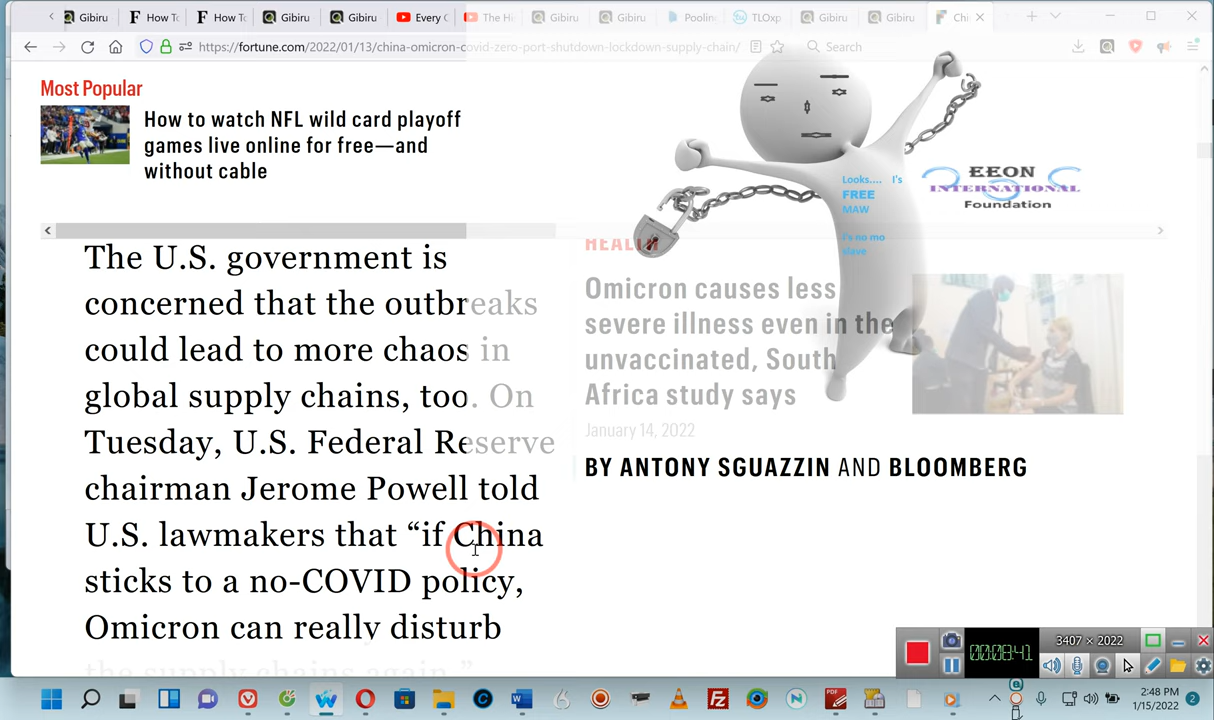 Gibiru
How To
How To
Gibiru
Gibiru
Every C
The Hi
Gibiru
Gibiru
Poolin
TLOxp
Gibiru
Gibiru
Chi
https://fortune.com/2022/01/13/china-omicron-covid-zero-port-shutdown-lockdown-supply-chain/
Search
Most Popular
How to watch NFL wild card playoff
games live online for free—and
without cable
Looks.... I's
FREE
MAW
I's no mo
slave
EEON
INTERNATIONAL
Foundation
The U.S. government is
concerned that the outbreaks
could lead to more chaos in
global supply chains, too. On
Tuesday, U.S. Federal Reserve
chairman Jerome Powell told
U.S. lawmakers that “if China
sticks to a no-COVID policy,
Omicron can really disturb
the supply chains again.”
HEALTH
Omicron causes less
severe illness even in the
unvaccinated, South
Africa study says
January 14, 2022
BY ANTONY SGUAZZIN AND BLOOMBERG
3407 × 2022
00:08:41
2:48 PM
1/15/2022
2